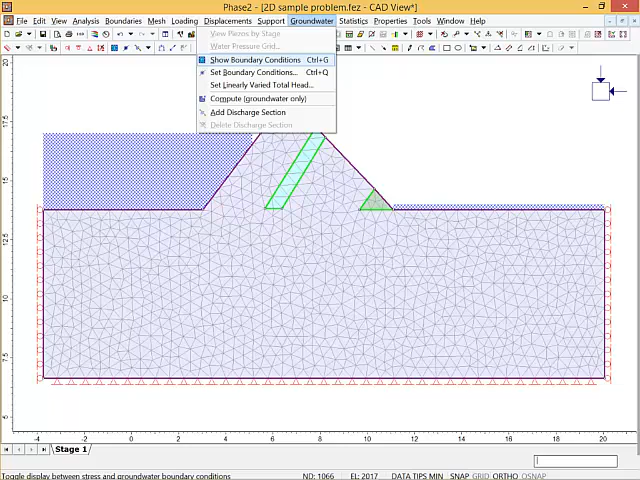 Phase2 - [2D sample problem.fez - CAD View*]
File Edit View Analysis Boundaries Mesh Loading Displacements Support Groundwater Statistics Properties Tools Window Help
View Piezos by Stage
Water Pressure Grid...
Show Boundary Conditions Ctrl+G
Set Boundary Conditions... Ctrl+Q
Set Linearly Varied Total Head...
Compute (groundwater only)
Add Discharge Section
Delete Discharge Section
20
17.5
15
12.5
10
7.5
5
-4 -2 0 2 4 6 8 10 12 14 16 18 20
Stage 1
Toggle display between stress and groundwater boundary conditions ND: 1066 EL: 2017 DATA TIPS MIN SNAP GRID ORTHO OSNAP